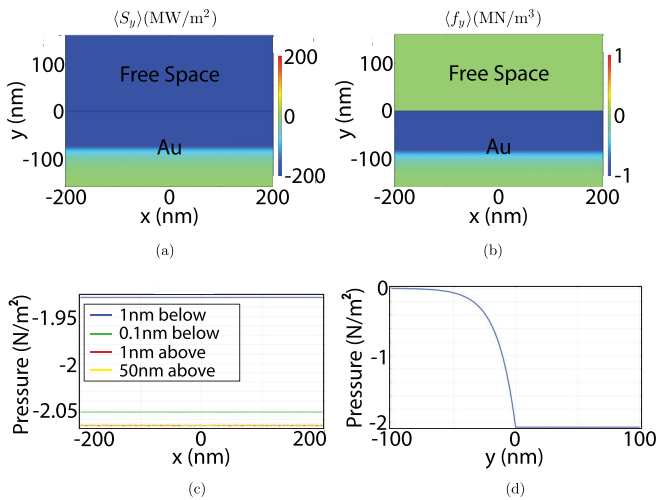 ⟨S_y⟩(MW/m²)
y (nm)
100
0
-100
Free Space
Au
200
0
-200
-200 0 200
x (nm)
(a)
⟨f_y⟩(MN/m³)
y (nm)
100
0
-100
Free Space
Au
1
0
-1
-200 0 200
x (nm)
(b)
Pressure (N/m²)
-1.95
-2
-2.05
1nm below
0.1nm below
1nm above
50nm above
-200 0 200
x (nm)
(c)
Pressure (N/m²)
0
-1
-2
-100 0 100
y (nm)
(d)